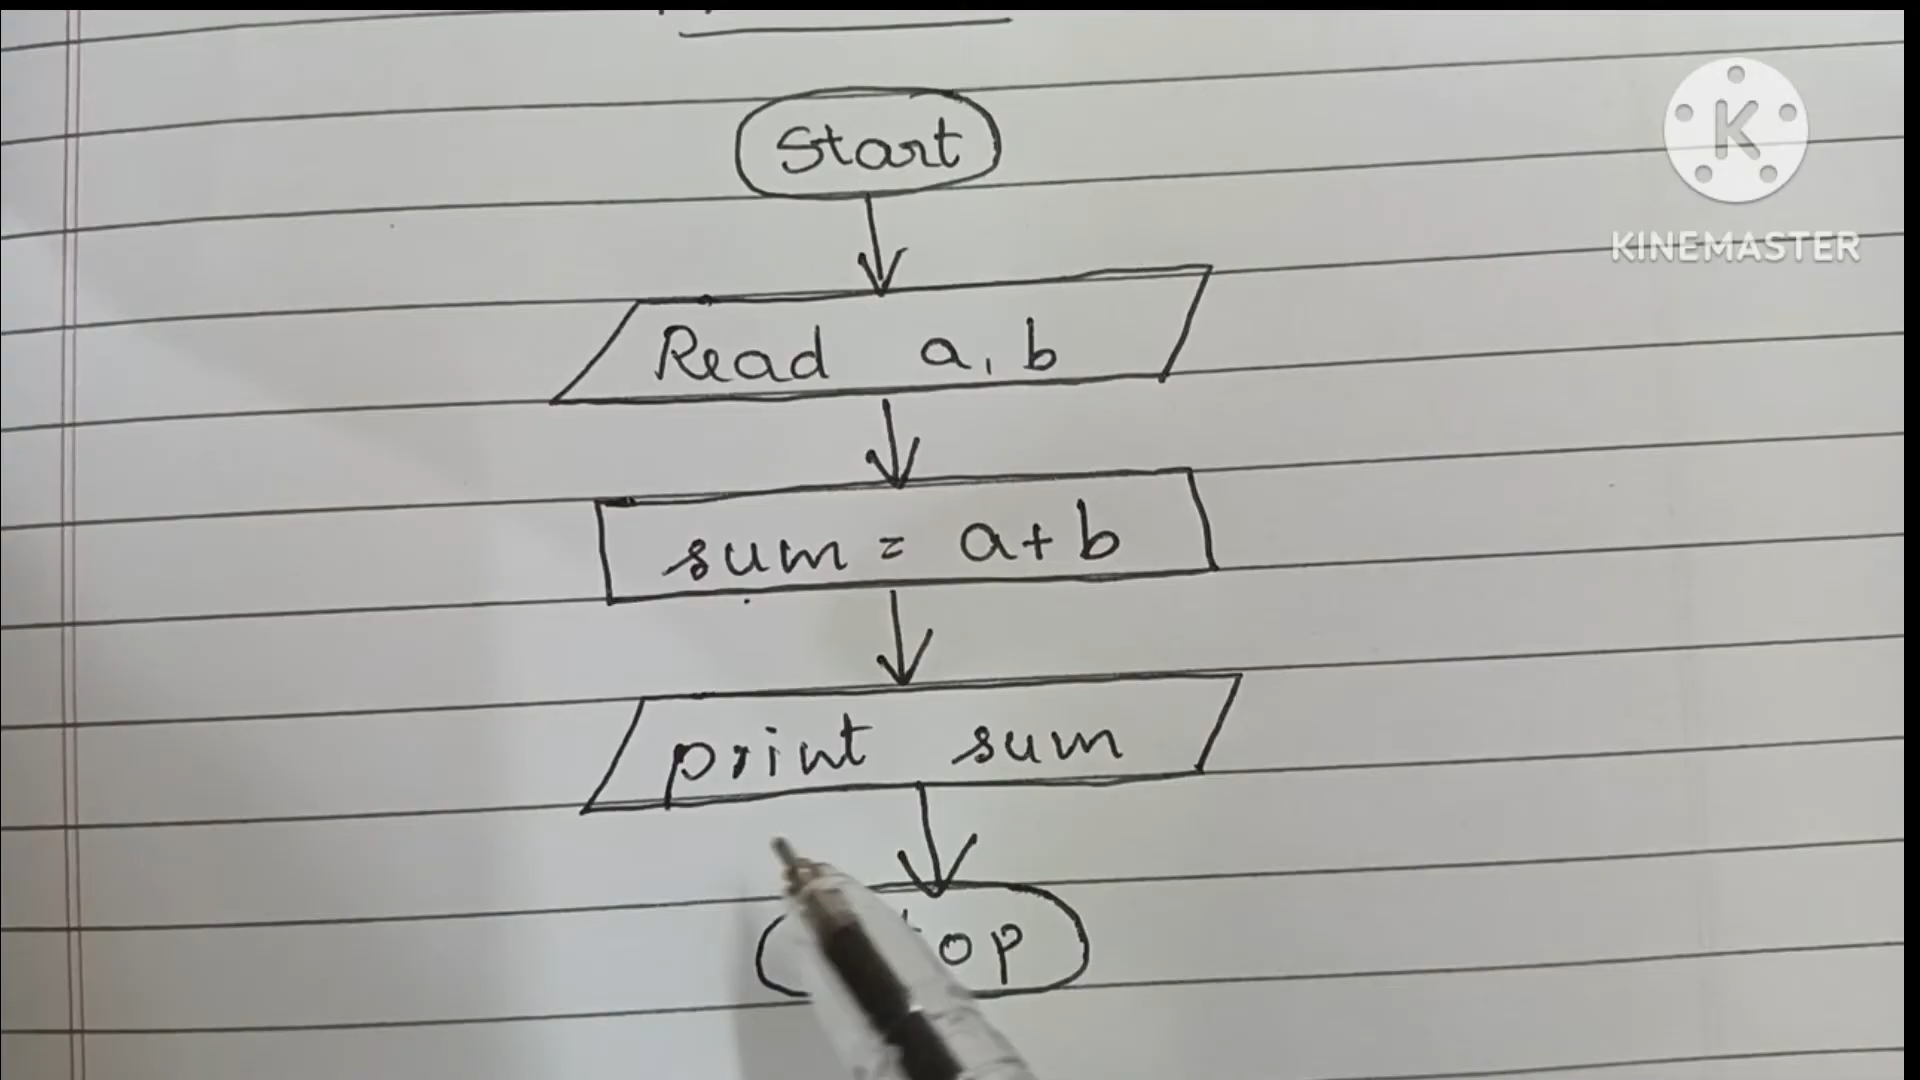 Start
K
KINEMASTER
Read a, b
sum = a+b
print sum